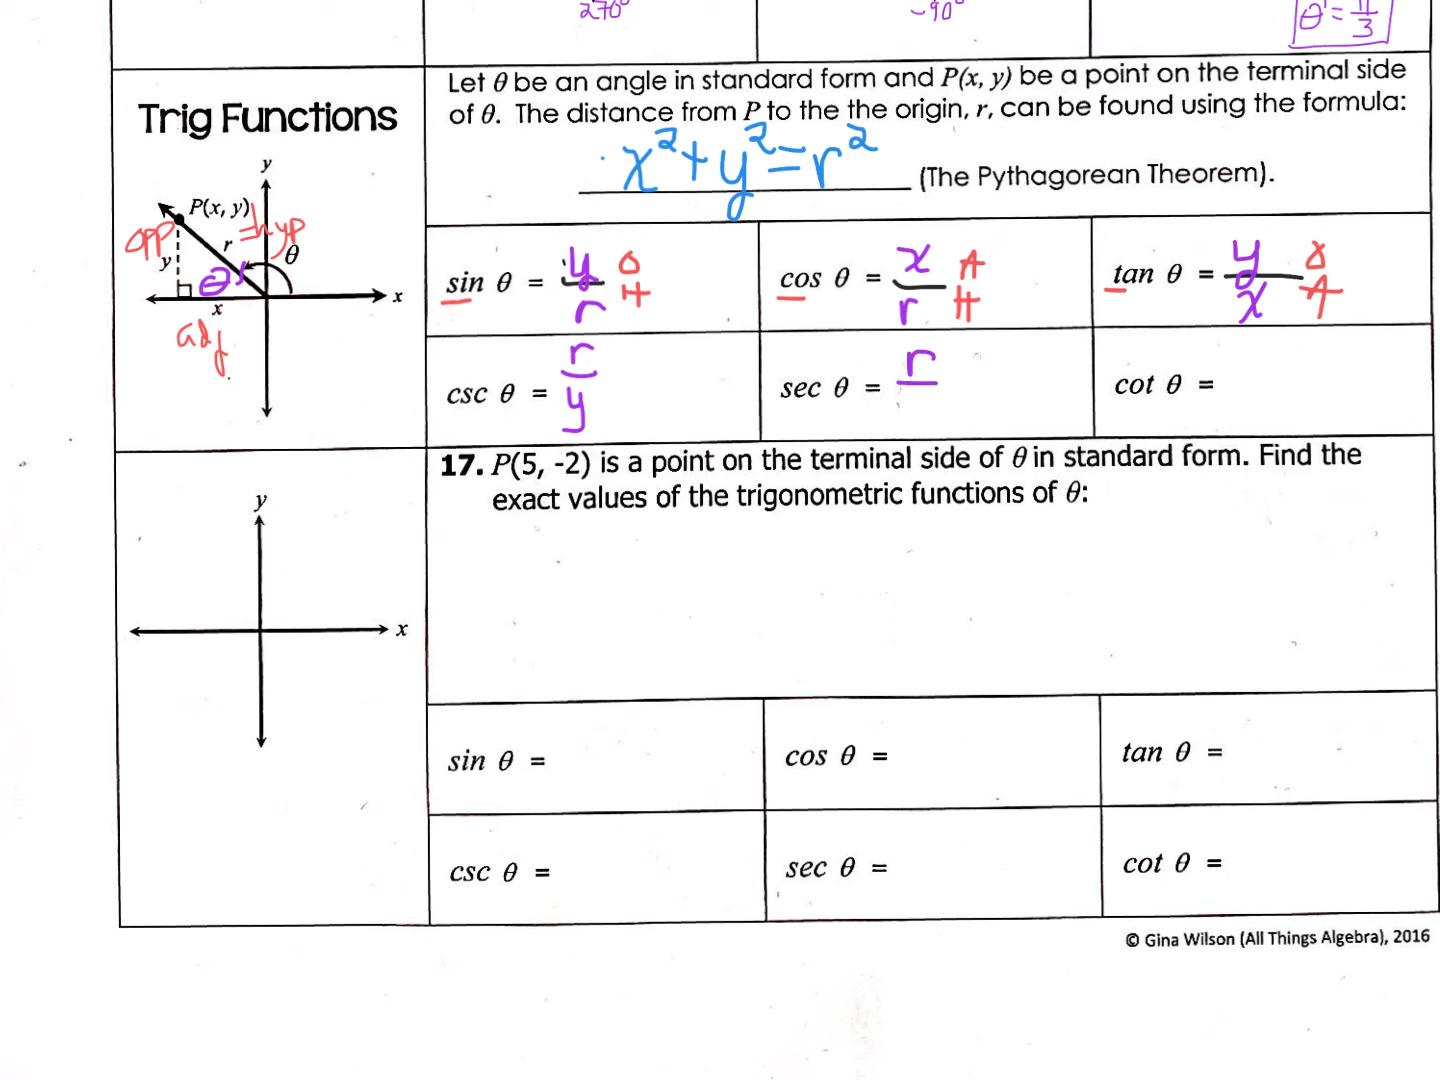 270°
-90°
θ' = π/3
Trig Functions
Let θ be an angle in standard form and P(x, y) be a point on the terminal side
of θ. The distance from P to the the origin, r, can be found using the formula:
x² + y² = r² (The Pythagorean Theorem).
y
P(x, y)
opp
hyp
r
θ
y
θ'
x
x
adj
sin θ = y/r O/H
cos θ = x/r A/H
tan θ = y/x O/A
csc θ = r/y
sec θ = r
cot θ =
17. P(5, -2) is a point on the terminal side of θ in standard form. Find the
exact values of the trigonometric functions of θ:
y
x
sin θ =
cos θ =
tan θ =
csc θ =
sec θ =
cot θ =
© Gina Wilson (All Things Algebra), 2016